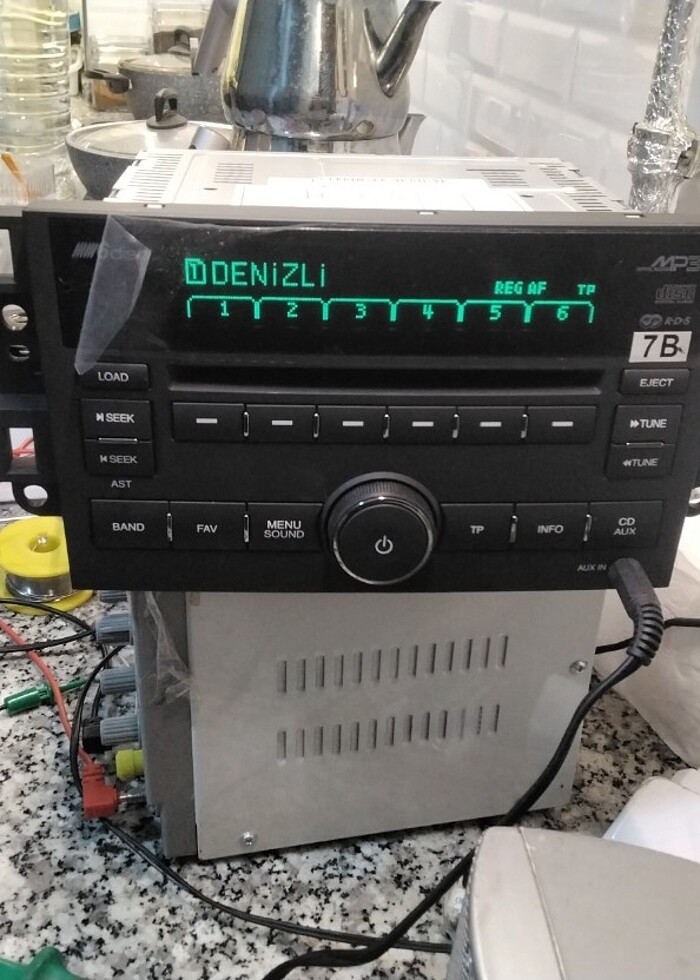 DENiZLi
REG AF TP
1 2 3 4 5 6
MP3
disc
R·D·S
7B
LOAD
EJECT
SEEK
TUNE
SEEK
TUNE
AST
BAND
FAV
MENU
SOUND
TP
INFO
CD
AUX
AUX IN